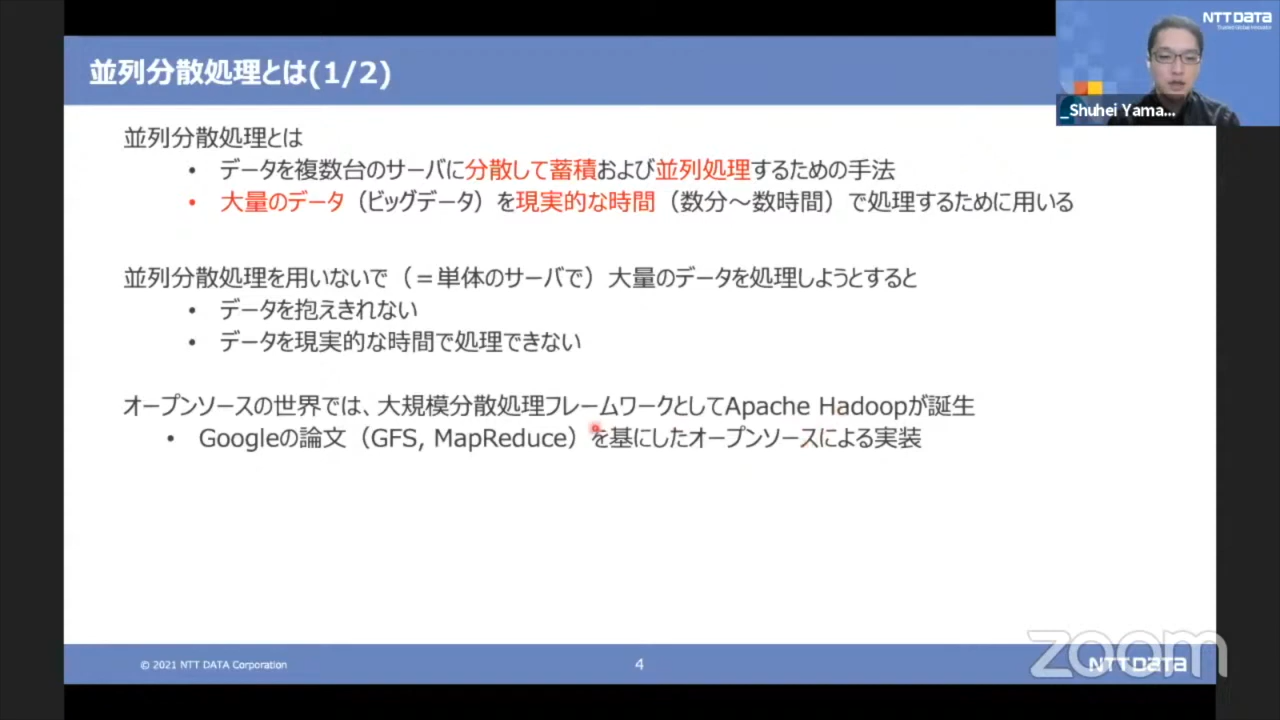 並列分散処理とは(1/2)
NTT DATA
Trusted Global Innovator
_Shuhei Yama...
並列分散処理とは
• データを複数台のサーバに分散して蓄積および並列処理するための手法
• 大量のデータ（ビッグデータ）を現実的な時間（数分～数時間）で処理するために用いる
並列分散処理を用いないで（＝単体のサーバで）大量のデータを処理しようとすると
• データを抱えきれない
• データを現実的な時間で処理できない
オープンソースの世界では、大規模分散処理フレームワークとしてApache Hadoopが誕生
• Googleの論文（GFS, MapReduce）を基にしたオープンソースによる実装
© 2021 NTT DATA Corporation
4
NTT DATA
zoom